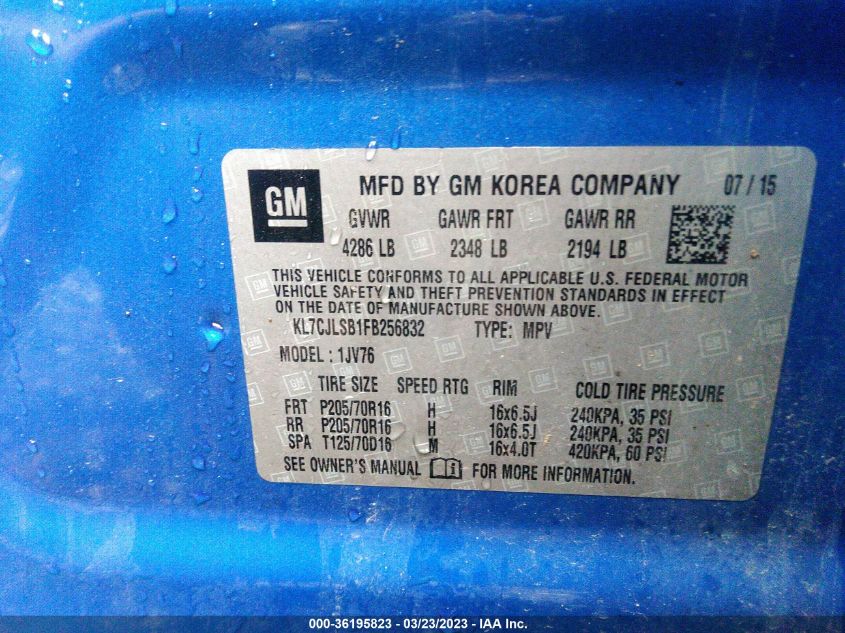 GM
MFD BY GM KOREA COMPANY 07 / 15
GVWR GAWR FRT GAWR RR
4286 LB 2348 LB 2194 LB
THIS VEHICLE CONFORMS TO ALL APPLICABLE U.S. FEDERAL MOTOR
VEHICLE SAFETY AND THEFT PREVENTION STANDARDS IN EFFECT
ON THE DATE OF MANUFACTURE SHOWN ABOVE.
KL7CJLSB1FB256832 TYPE: MPV
MODEL : 1JV76
TIRE SIZE SPEED RTG RIM COLD TIRE PRESSURE
FRT P205/70R16 H 16x6.5J 240KPA, 35 PSI
RR P205/70R16 H 16x6.5J 240KPA, 35 PSI
SPA T125/70D16 M 16x4.0T 420KPA, 60 PSI
SEE OWNER'S MANUAL FOR MORE INFORMATION.
000-36195823 - 03/23/2023 - IAA Inc.